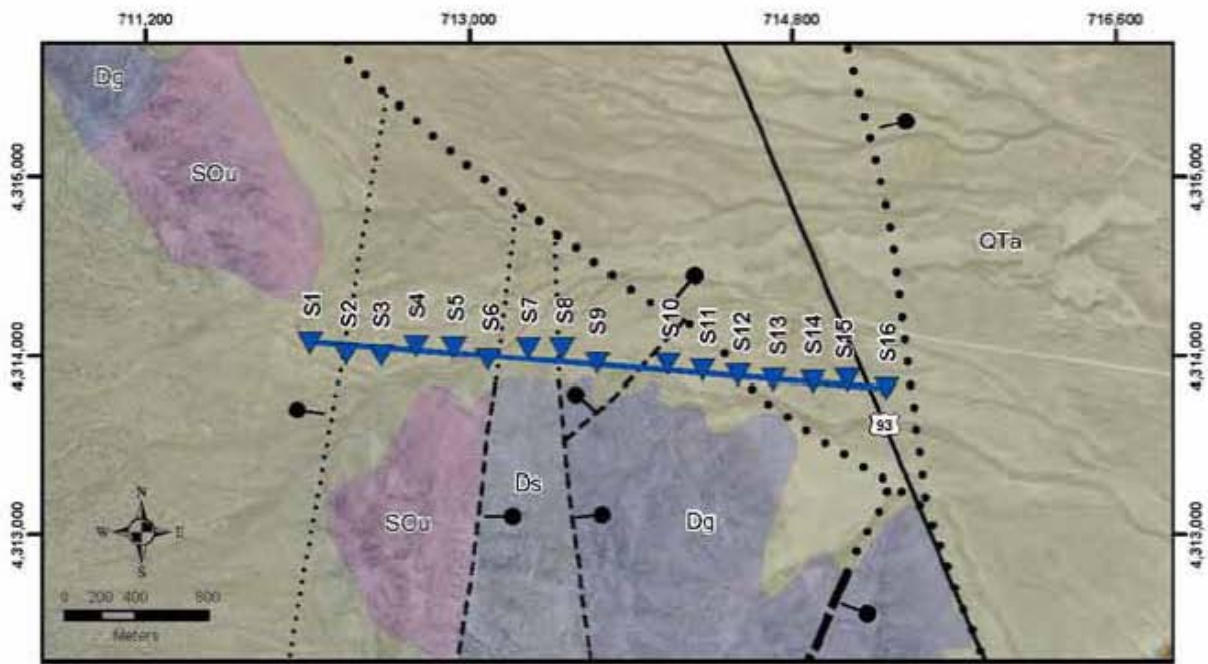 711,200 713,000 714,800 716,600
Dg
SOu
4,315,000 4,315,000
QTa
S1 S2 S3 S4 S5 S6 S7 S8 S9 S10 S11 S12 S13 S14 S15 S16
4,314,000 4,314,000
93
Ds
SOu Dg
N
W E
S
4,313,000 4,313,000
0 200 400 800
Meters